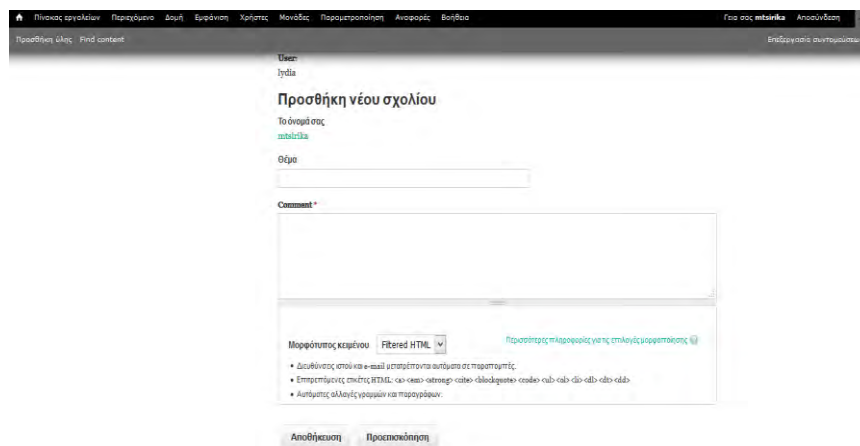 Πίνακας εργαλείων Περιεχόμενο Δομή Εμφάνιση Χρήστες Μονάδες Παραμετροποίηση Αναφορές Βοήθεια Γεια σας mtsirika Αποσύνδεση
Προσθήκη ύλης Find content Επεξεργασία συντομεύσεων
User:
lydia
Προσθήκη νέου σχολίου
Το όνομά σας
mtsirika
Θέμα
Comment *
Μορφότυπος κειμένου Filtered HTML Περισσότερες πληροφορίες για τις επιλογές μορφοποίησης
• Διευθύνσεις ιστού και e-mail μετατρέπονται αυτόματα σε παραπομπές.
• Επιτρεπόμενες ετικέτες HTML: <a> <em> <strong> <cite> <blockquote> <code> <ul> <ol> <li> <dl> <dt> <dd>
• Αυτόματες αλλαγές γραμμών και παραγράφων.
Αποθήκευση Προεπισκόπηση